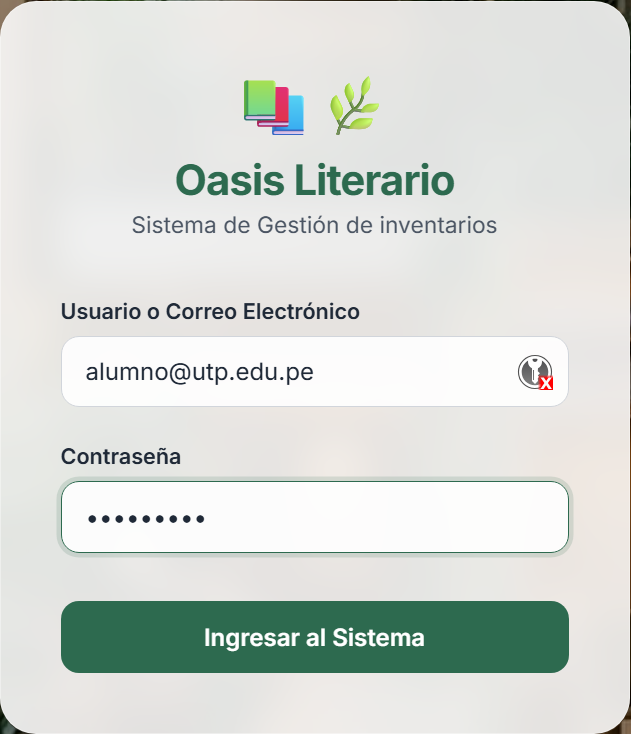 Oasis Literario
Sistema de Gestión de inventarios
Usuario o Correo Electrónico
alumno@utp.edu.pe
Contraseña
•••••••••
Ingresar al Sistema